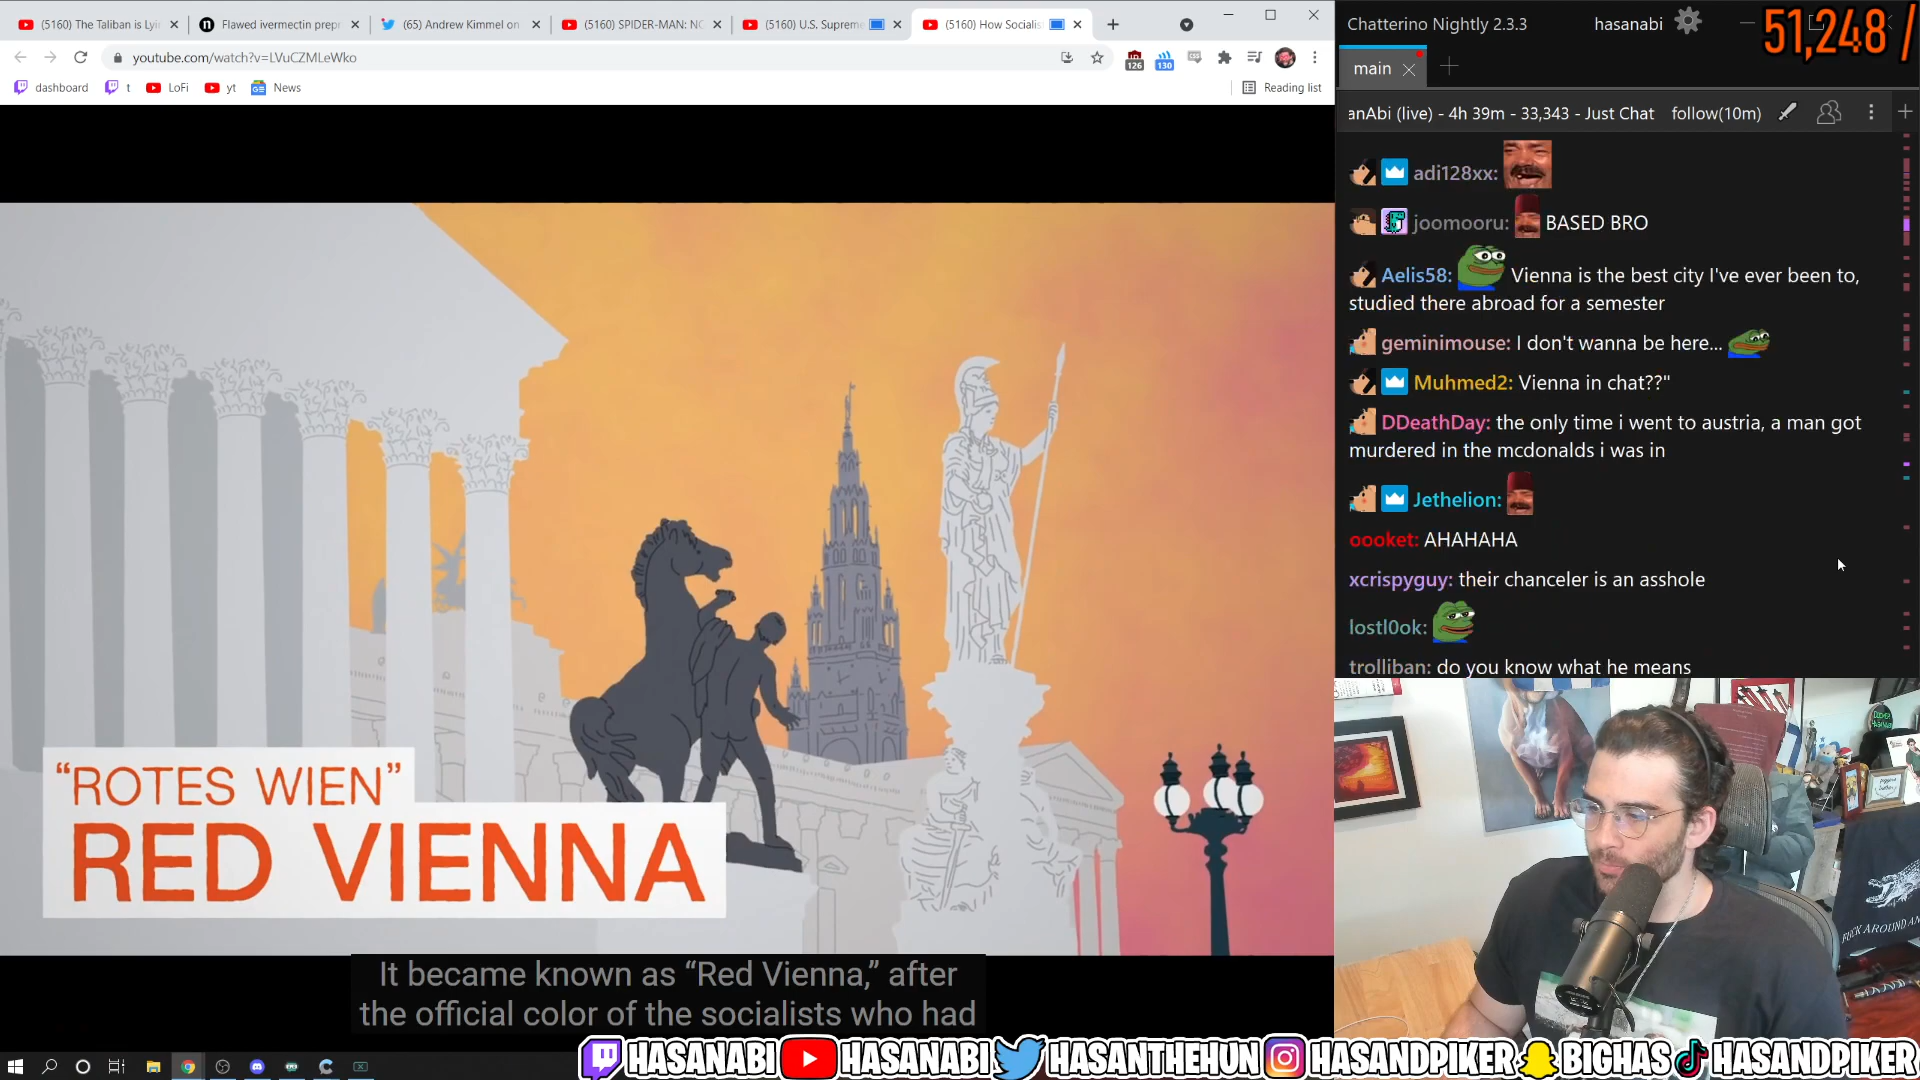 (5160) The Taliban is Lyi
Flawed ivermectin prepr
(65) Andrew Kimmel on
(5160) SPIDER-MAN: NO
(5160) U.S. Supreme
(5160) How Socialis
youtube.com/watch?v=LVuCZMLeWko
126
130
dashboard
t
LoFi
yt
News
Reading list
"ROTES WIEN"
RED VIENNA
It became known as “Red Vienna,” after
the official color of the socialists who had
Chatterino Nightly 2.3.3
hasanabi
51,248 /
main
anAbi (live) - 4h 39m - 33,343 - Just Chat
follow(10m)
adi128xx:
joomooru: BASED BRO
Aelis58: Vienna is the best city I've ever been to,
studied there abroad for a semester
geminimouse: I don't wanna be here...
Muhmed2: Vienna in chat??"
DDeathDay: the only time i went to austria, a man got
murdered in the mcdonalds i was in
Jethelion:
oooket: AHAHAHA
xcrispyguy: their chanceler is an asshole
lostl0ok:
trolliban: do you know what he means
FUCK AROUND AN
HASANABI
HASANABI
HASANTHEHUN
HASANDPIKER
BIGHAS
HASANDPIKER